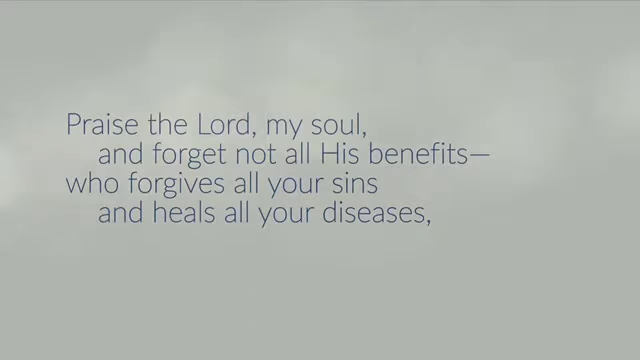 Praise the Lord, my soul,
and forget not all His benefits—
who forgives all your sins
and heals all your diseases,